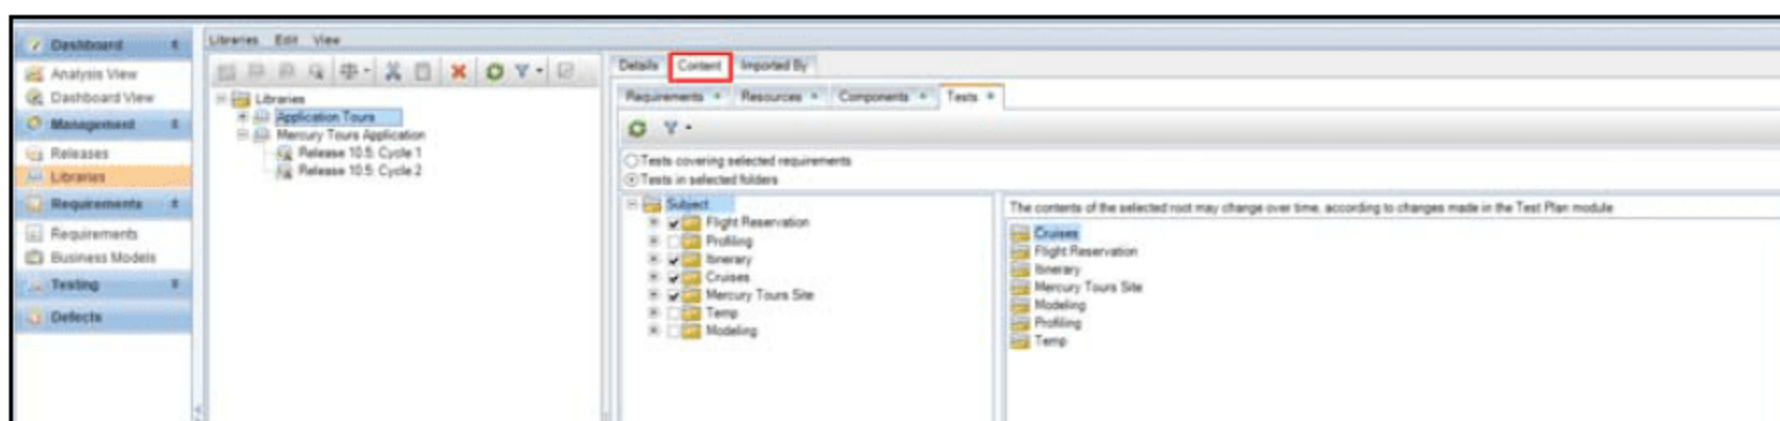 Dashboard
Analysis View
Dashboard View
Management
Releases
Libraries
Requirements
Requirements
Business Models
Testing
Defects
Libraries Edit View
Libraries
Application Tours
Mercury Tours Application
Release 10.5: Cycle 1
Release 10.5: Cycle 2
Details Content Imported By
Requirements Resources Components Tests
Tests covering selected requirements
Tests in selected folders
Subject
Flight Reservation
Profiling
Itinerary
Cruises
Mercury Tours Site
Temp
Modeling
The contents of the selected root may change over time, according to changes made in the Test Plan module
Cruises
Flight Reservation
Itinerary
Mercury Tours Site
Modeling
Profiling
Temp